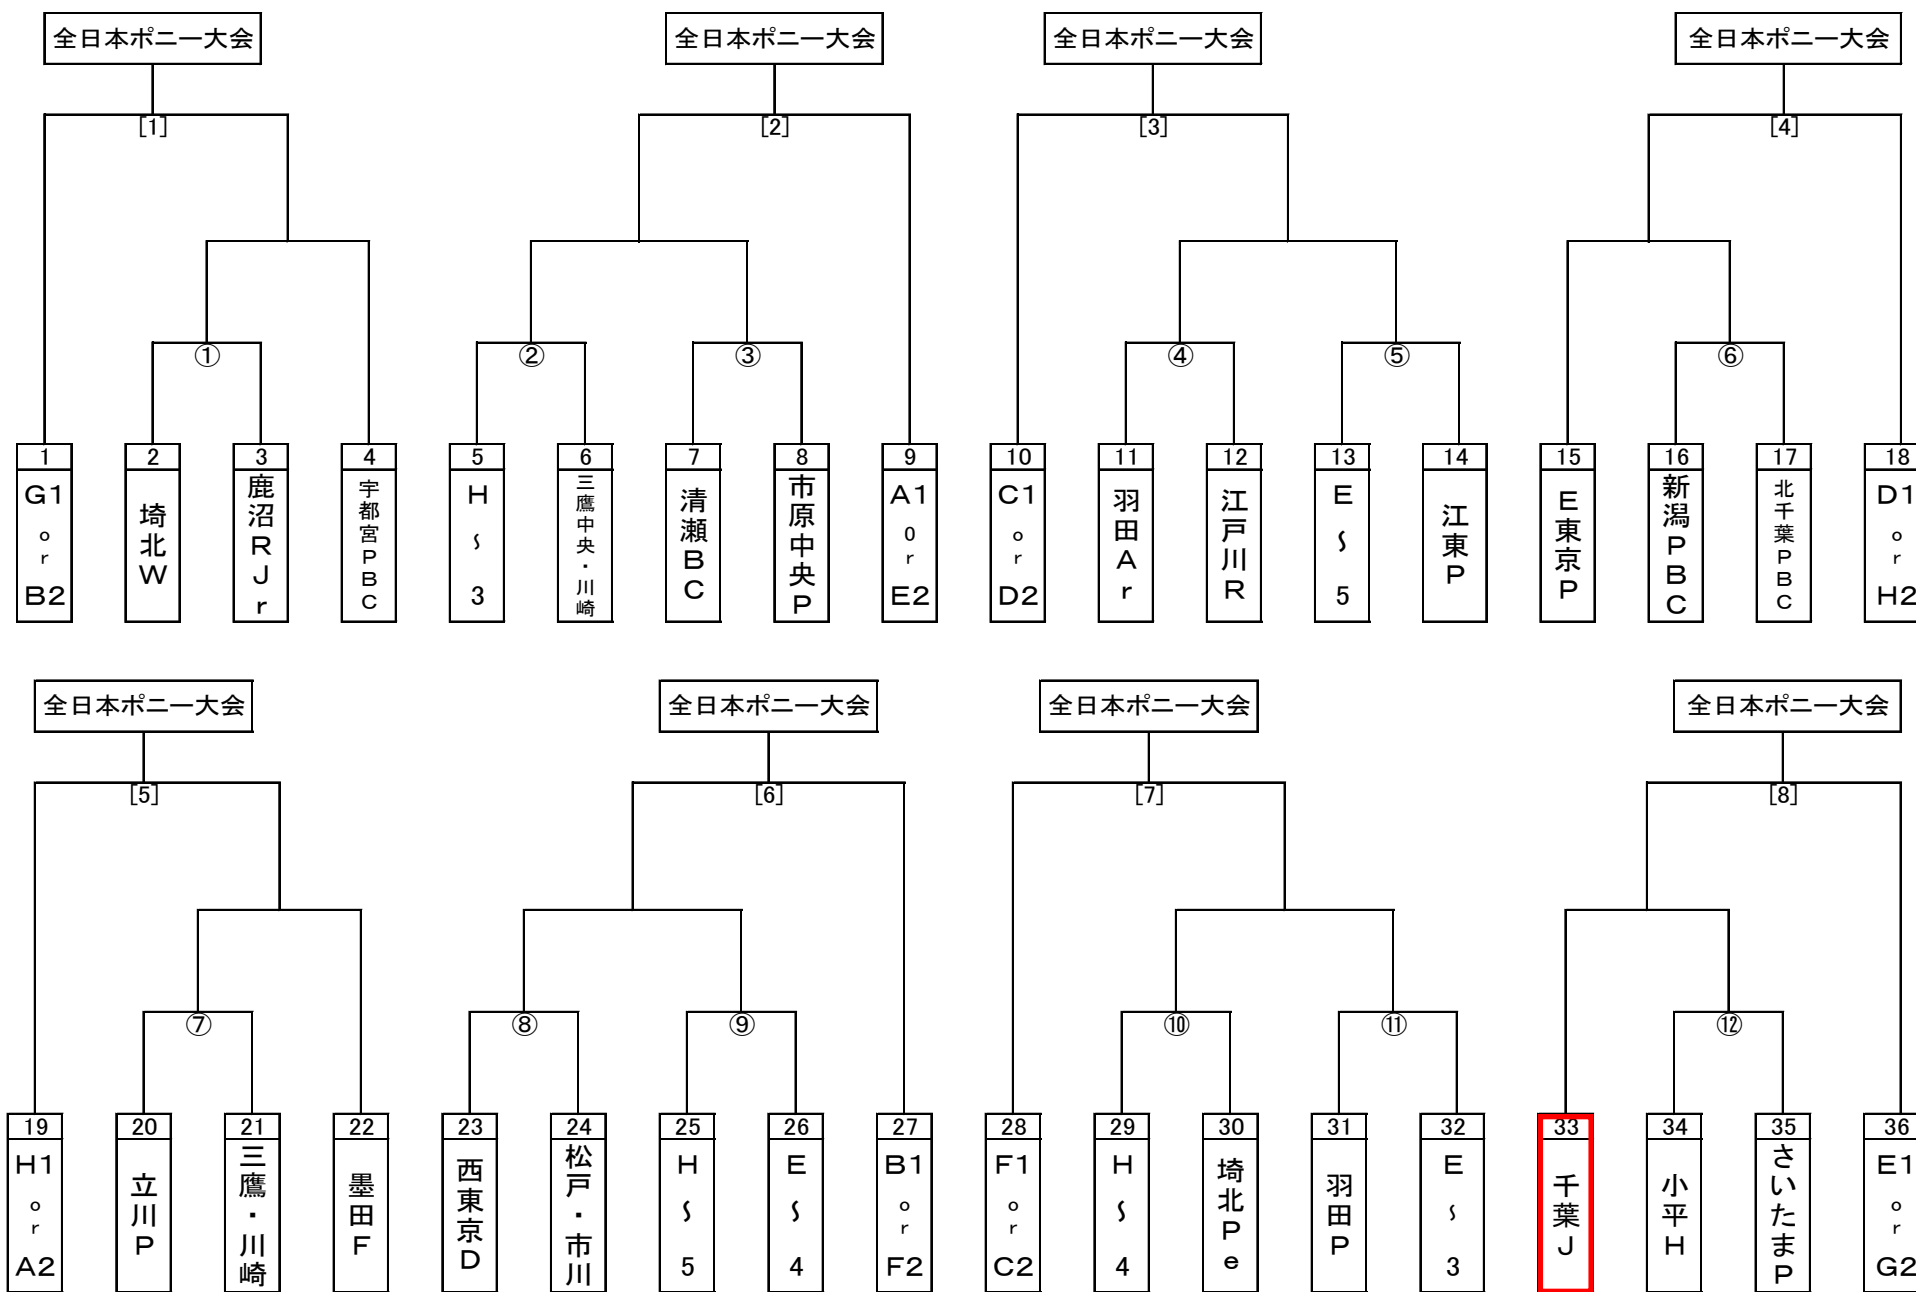 全日本ポニー大会
全日本ポニー大会
全日本ポニー大会
全日本ポニー大会
[1]
[2]
[3]
[4]
①
②
③
④
⑤
⑥
1
G1
or
B2
2
埼北W
3
鹿沼RJr
4
宇都宮PBC
5
H～3
6
三鷹中央・川崎
7
清瀬BC
8
市原中央P
9
A1
0r
E2
10
C1
or
D2
11
羽田Ar
12
江戸川R
13
E～5
14
江東P
15
E東京P
16
新潟PBC
17
北千葉PBC
18
D1
or
H2
全日本ポニー大会
全日本ポニー大会
全日本ポニー大会
全日本ポニー大会
[5]
[6]
[7]
[8]
⑦
⑧
⑨
⑩
⑪
⑫
19
H1
or
A2
20
立川P
21
三鷹・川崎
22
墨田F
23
西東京D
24
松戸・市川
25
H～5
26
E～4
27
B1
or
F2
28
F1
or
C2
29
H～4
30
埼北Pe
31
羽田P
32
E～3
33
千葉J
34
小平H
35
さいたまP
36
E1
or
G2